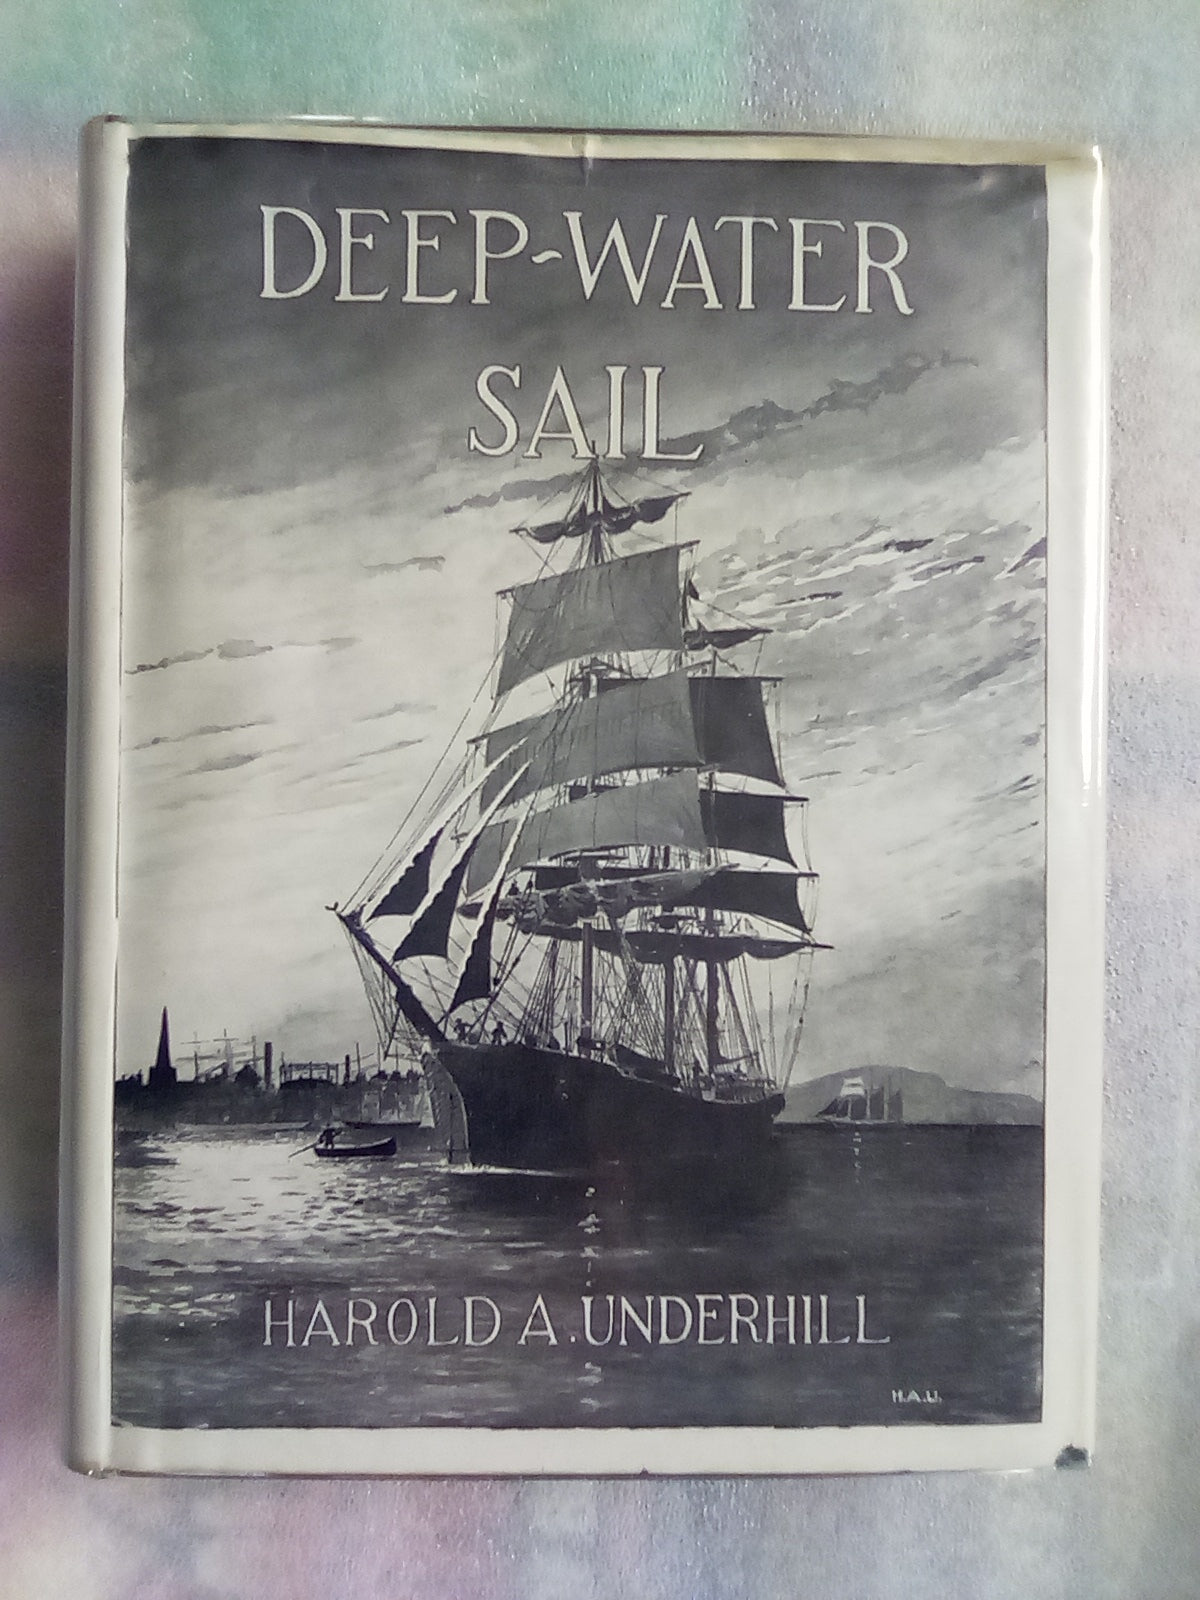 DEEP-WATER
SAIL
HAROLD A. UNDERHILL
H.A.U.